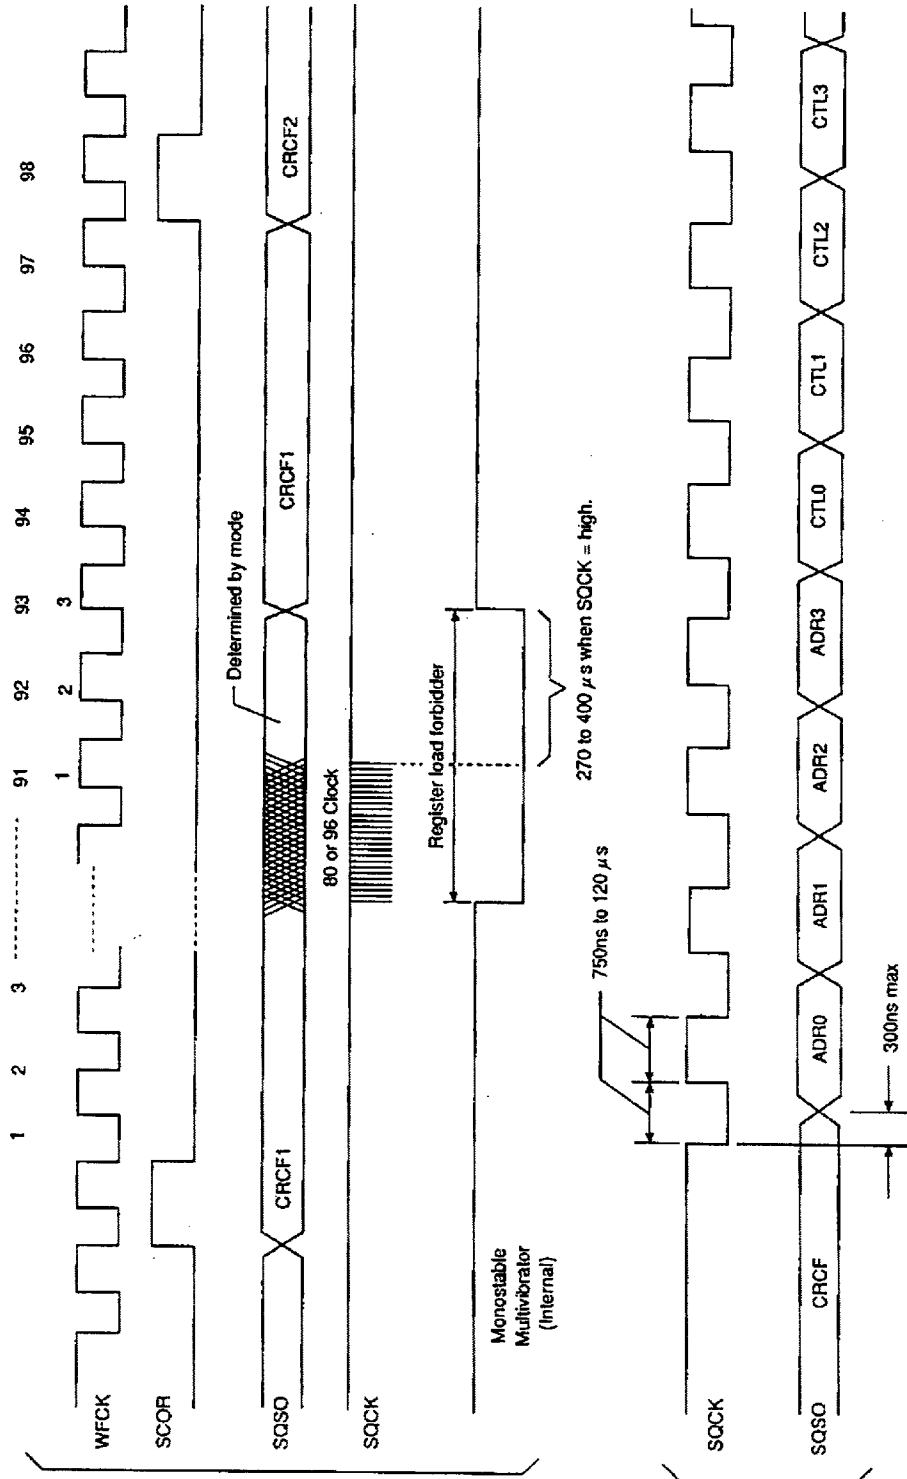 1 2 3 91 92 93 94 95 96 97 98
1 2 3
WFCK
SCOR
SQSO
CRCF1
Determined by mode
CRCF1
CRCF2
SQCK
80 or 96 Clock
Monostable
Multivibrator
(Internal)
Register load forbidder
270 to 400 μs when SQCK = high.
750ns to 120 μs
SQCK
SQSO
CRCF
ADR0
ADR1
ADR2
ADR3
CTL0
CTL1
CTL2
CTL3
300ns max